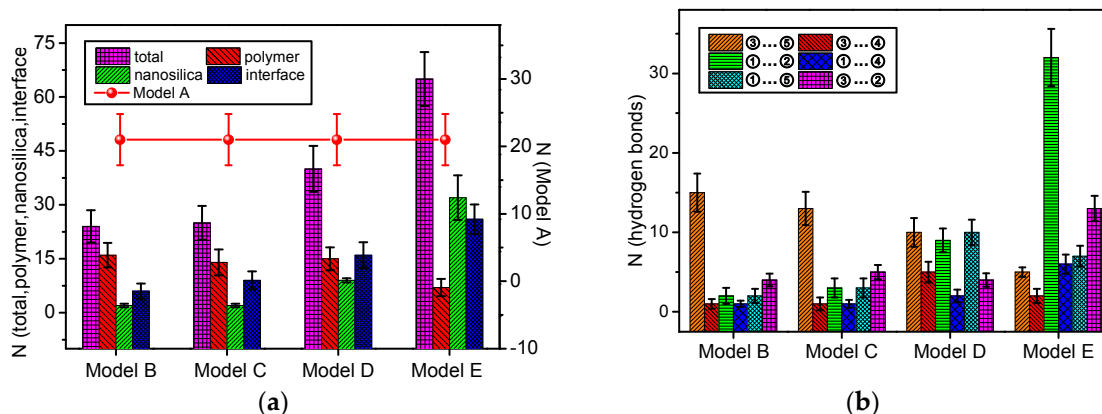 75
60
45
30
15
0
N (total,polymer,nanosilica,interface)
total
polymer
nanosilica
interface
Model A
30
20
10
0
-10
N (Model A)
Model B Model C Model D Model E
(a)
30
20
10
0
N (hydrogen bonds)
③...⑤ ③...④
①...② ①...④
①...⑤ ③...②
Model B Model C Model D Model E
(b)